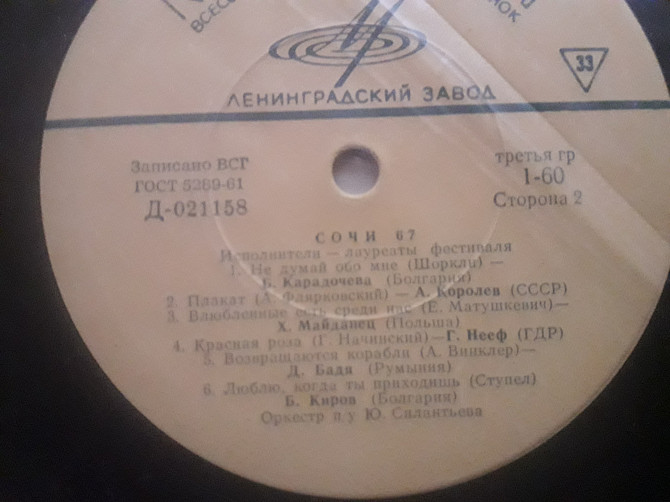 ЛЕНИНГРАДСКИЙ ЗАВОД
33
Записано ВСГ
ГОСТ 5289-61
Д-021158
третья гр
1-60
Сторона 2
СОЧИ 67
Исполнители — лауреаты фестиваля
1. Не думай обо мне (Шоркли) —
Б. Карадочева (Болгария)
2. Плакат (А. Флярковский) — А. Королев (СССР)
3. Влюбленные есть среди нас (Е. Матушкевич)—
Х. Майданец (Польша)
4. Красная роза (Г. Начинский)—Г. Нееф (ГДР)
5. Возвращаются корабли (А. Винклер)—
Д. Бадя (Румыния)
6. Люблю, когда ты приходишь (Ступел)
Б. Киров (Болгария)
Оркестр п/у Ю. Силантьева